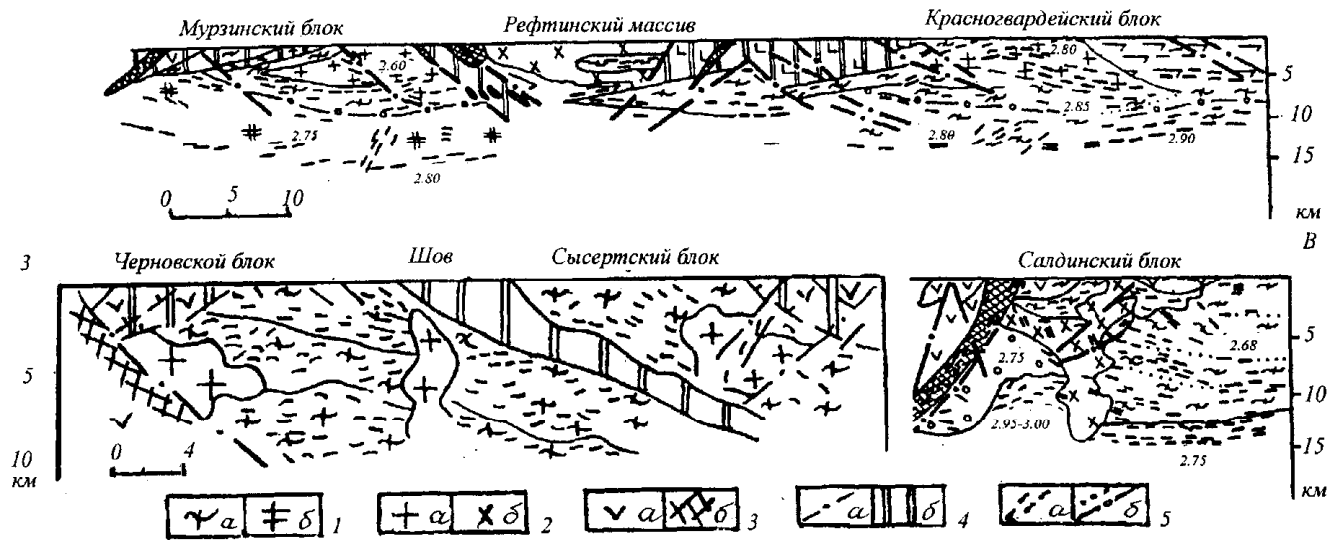 Мурзинский блок Рефтинский массив Красногвардейский блок
2.60 2.80
5
2.85
10
2.75 2.80 2.90
15
2.80
0 5 10
км
З В
Черновской блок Шов Сысертский блок Салдинский блок
5
2.75 2.68
5
10
2.95-3.00
0 4
15
2.75
10
км
км
а б 1 а б 2 а б 3 а б 4 а б 5